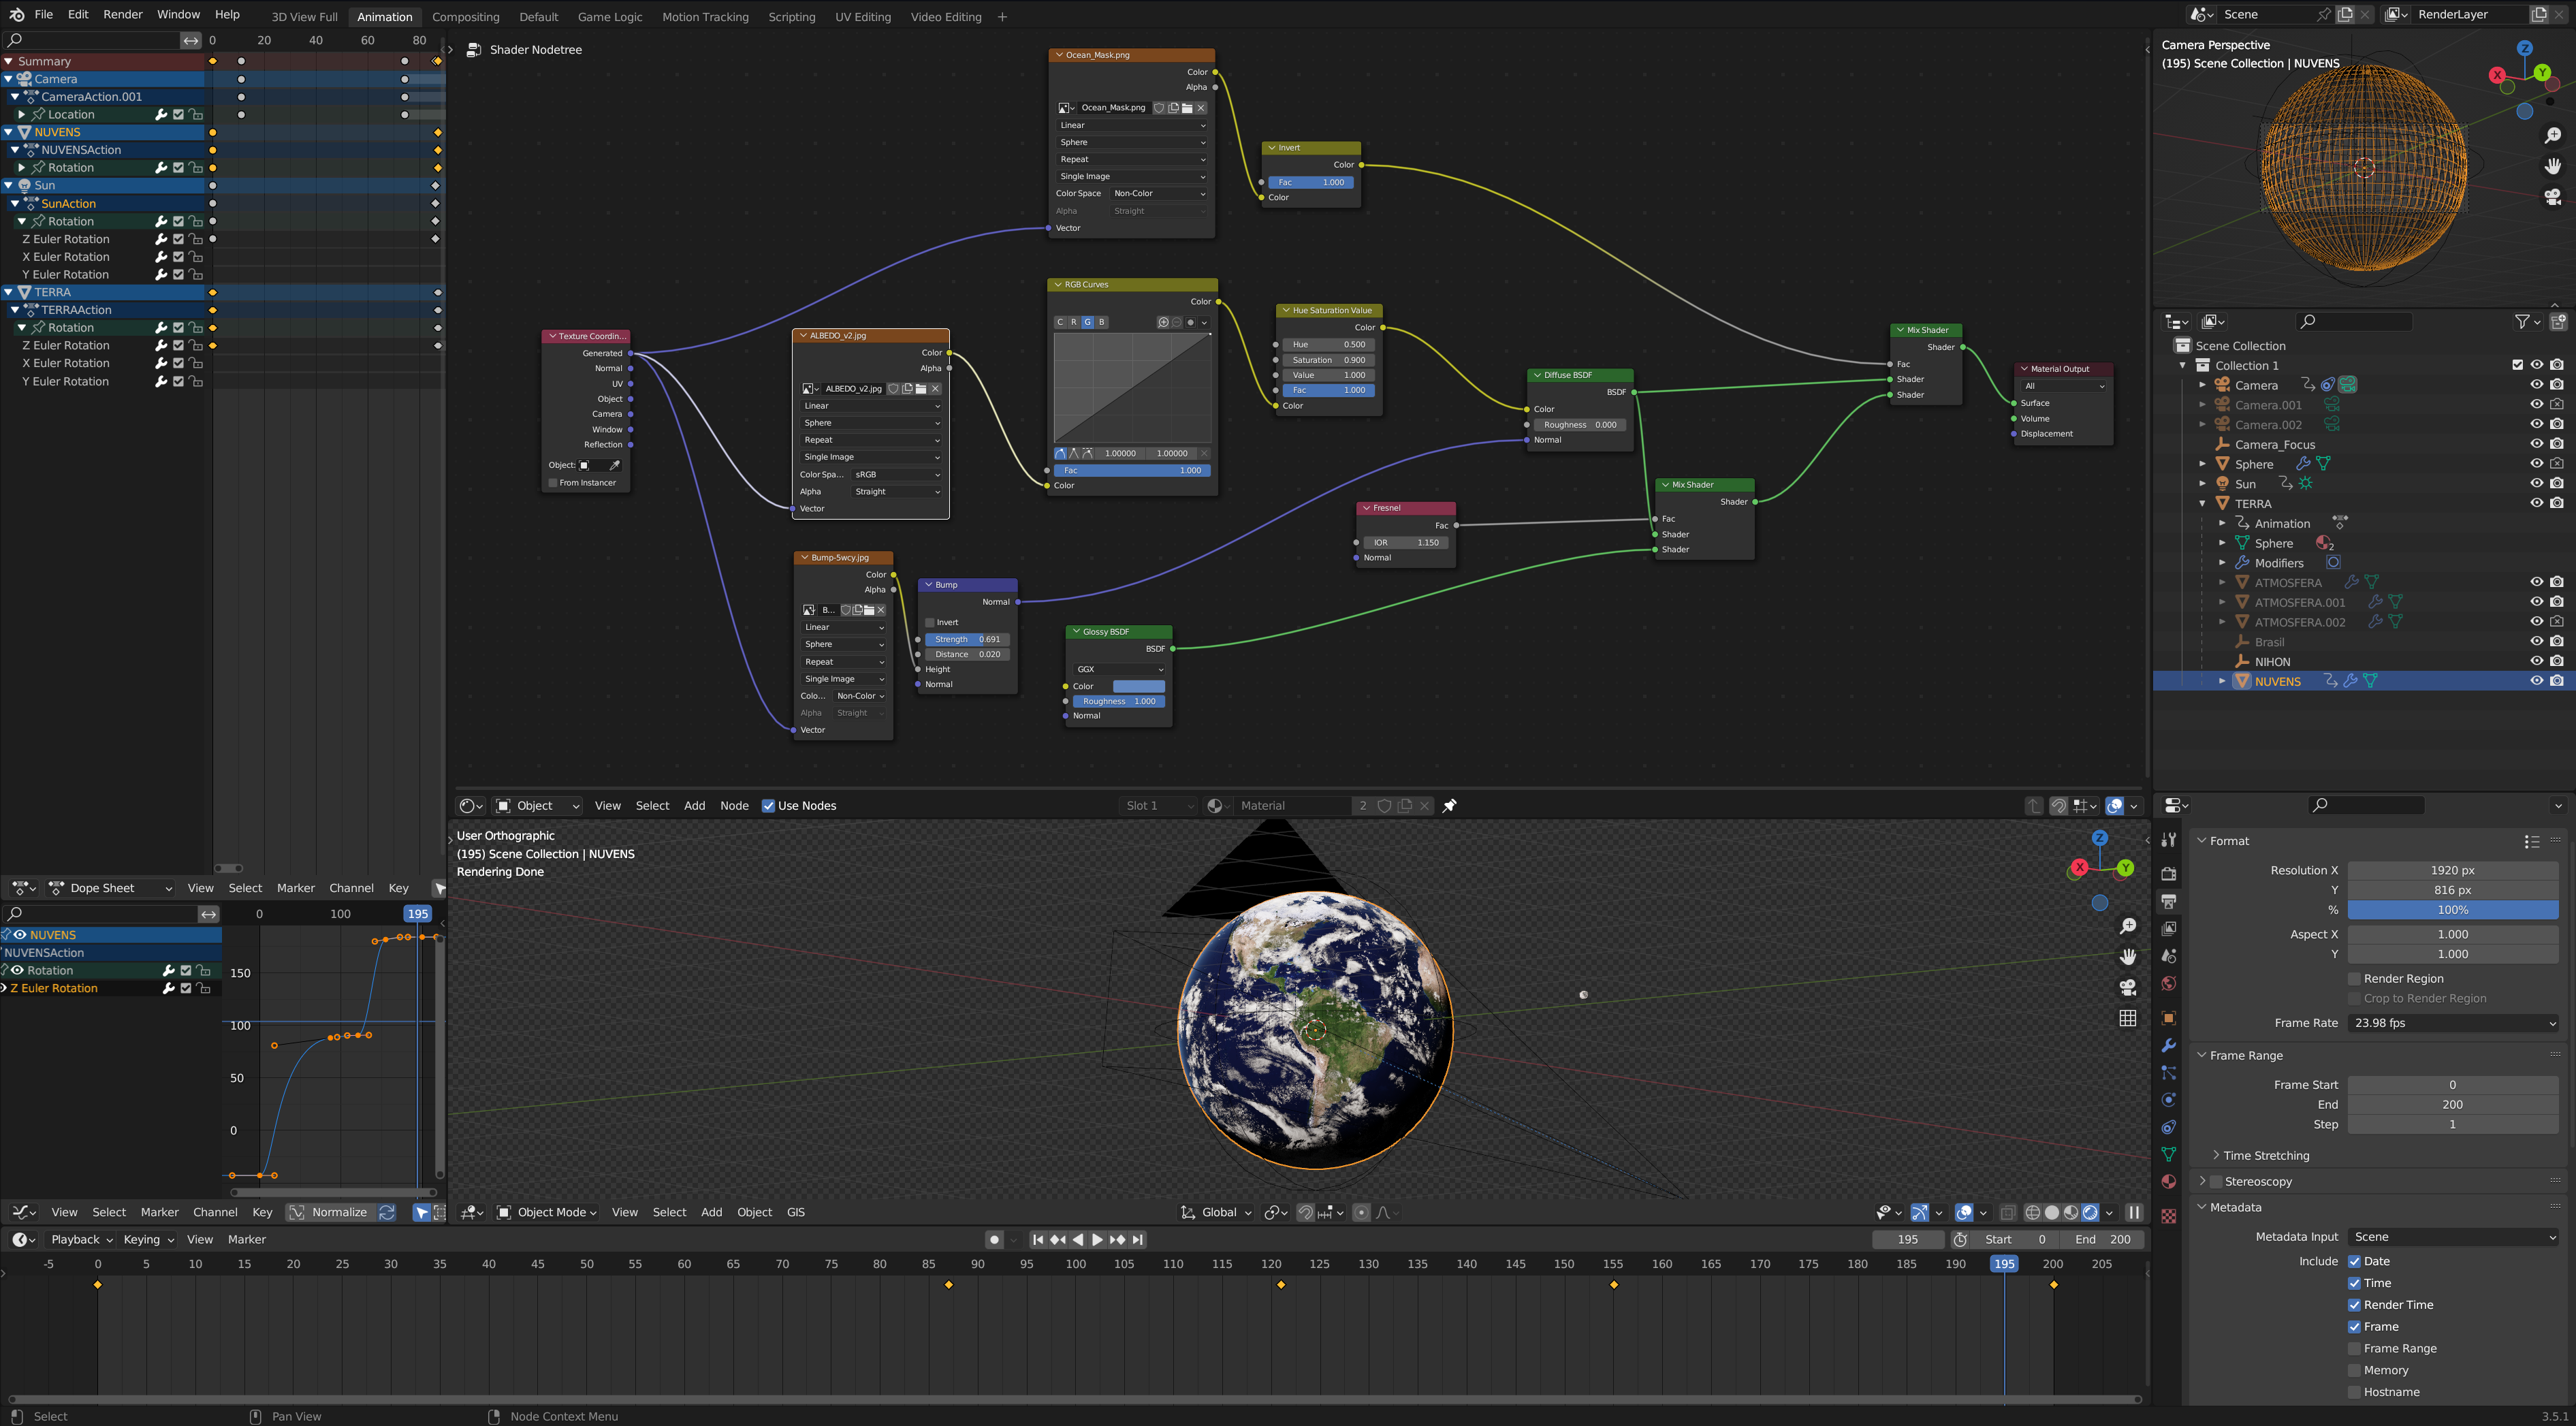 File Edit Render Window Help
3D View Full Animation Compositing Default Game Logic Motion Tracking Scripting UV Editing Video Editing +
Scene
RenderLayer
0 20 40 60 80
Summary
Camera
CameraAction.001
Location
NUVENS
NUVENSAction
Rotation
Sun
SunAction
Rotation
Z Euler Rotation
X Euler Rotation
Y Euler Rotation
TERRA
TERRAAction
Rotation
Z Euler Rotation
X Euler Rotation
Y Euler Rotation
Dope Sheet View Select Marker Channel Key
Shader Nodetree
Ocean_Mask.png
Color
Alpha
Ocean_Mask.png
Linear
Sphere
Repeat
Single Image
Color Space Non-Color
Alpha Straight
Vector
Invert
Color
Fac 1.000
Color
Texture Coordin...
Generated
Normal
UV
Object
Camera
Window
Reflection
Object:
From Instancer
ALBEDO_v2.jpg
Color
Alpha
ALBEDO_v2.jpg
Linear
Sphere
Repeat
Single Image
Color Spa... sRGB
Alpha Straight
Vector
RGB Curves
Color
C R G B
1.00000 1.00000
Fac 1.000
Color
Hue Saturation Value
Color
Hue 0.500
Saturation 0.900
Value 1.000
Fac 1.000
Color
Diffuse BSDF
BSDF
Color
Roughness 0.000
Normal
Mix Shader
Shader
Fac
Shader
Shader
Material Output
All
Surface
Volume
Displacement
Fresnel
Fac
IOR 1.150
Normal
Mix Shader
Shader
Fac
Shader
Shader
Bump-5wcy.jpg
Color
Alpha
B...
Linear
Sphere
Repeat
Single Image
Colo... Non-Color
Alpha Straight
Vector
Bump
Normal
Invert
Strength 0.691
Distance 0.020
Height
Normal
Glossy BSDF
BSDF
GGX
Color
Roughness 1.000
Normal
Object View Select Add Node Use Nodes Slot 1 Material 2
Camera Perspective
(195) Scene Collection | NUVENS
Z
X
Y
Scene Collection
Collection 1
Camera
Camera.001
Camera.002
Camera_Focus
Sphere
Sun
TERRA
Animation
Sphere 2
Modifiers
ATMOSFERA
ATMOSFERA.001
ATMOSFERA.002
Brasil
NIHON
NUVENS
0 100 195
NUVENS
NUVENSAction
Rotation
Z Euler Rotation
150
100
50
0
View Select Marker Channel Key Normalize
User Orthographic
(195) Scene Collection | NUVENS
Rendering Done
Z
X
Y
Object Mode View Select Add Object GIS Global
Format
Resolution X 1920 px
Y 816 px
% 100%
Aspect X 1.000
Y 1.000
Render Region
Crop to Render Region
Frame Rate 23.98 fps
Frame Range
Frame Start 0
End 200
Step 1
Time Stretching
Stereoscopy
Metadata
Metadata Input Scene
Include Date
Time
Render Time
Frame
Frame Range
Memory
Hostname
Playback Keying View Marker 195 Start 0 End 200
-5 0 5 10 15 20 25 30 35 40 45 50 55 60 65 70 75 80 85 90 95 100 105 110 115 120 125 130 135 140 145 150 155 160 165 170 175 180 185 190 195 200 205
Select Pan View Node Context Menu 3.5.1